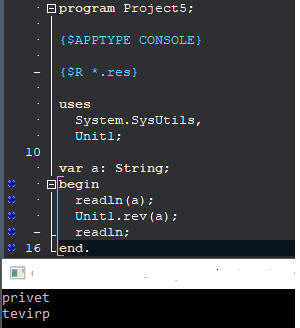 program Project5;
{$APPTYPE CONSOLE}
{$R *.res}
uses
System.SysUtils,
Unit1;
10
var a: String;
begin
readln(a);
Unit1.rev(a);
readln;
16 end.
privet
tevirp